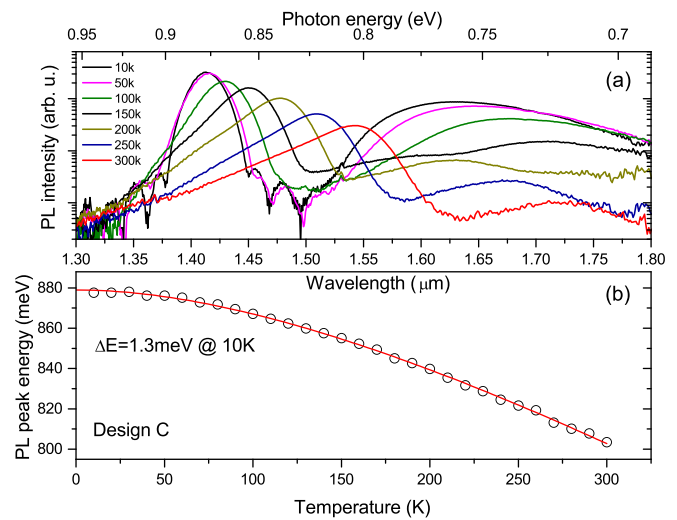 Photon energy (eV)
0.95 0.9 0.85 0.8 0.75 0.7
PL intensity (arb. u.)
10k
50k
100k
150k
200k
250k
300k
(a)
1.30 1.35 1.40 1.45 1.50 1.55 1.60 1.65 1.70 1.75 1.80
Wavelength ( μm)
PL peak energy (meV)
880
860
840
820
800
(b)
ΔE=1.3meV @ 10K
Design C
0 50 100 150 200 250 300
Temperature (K)